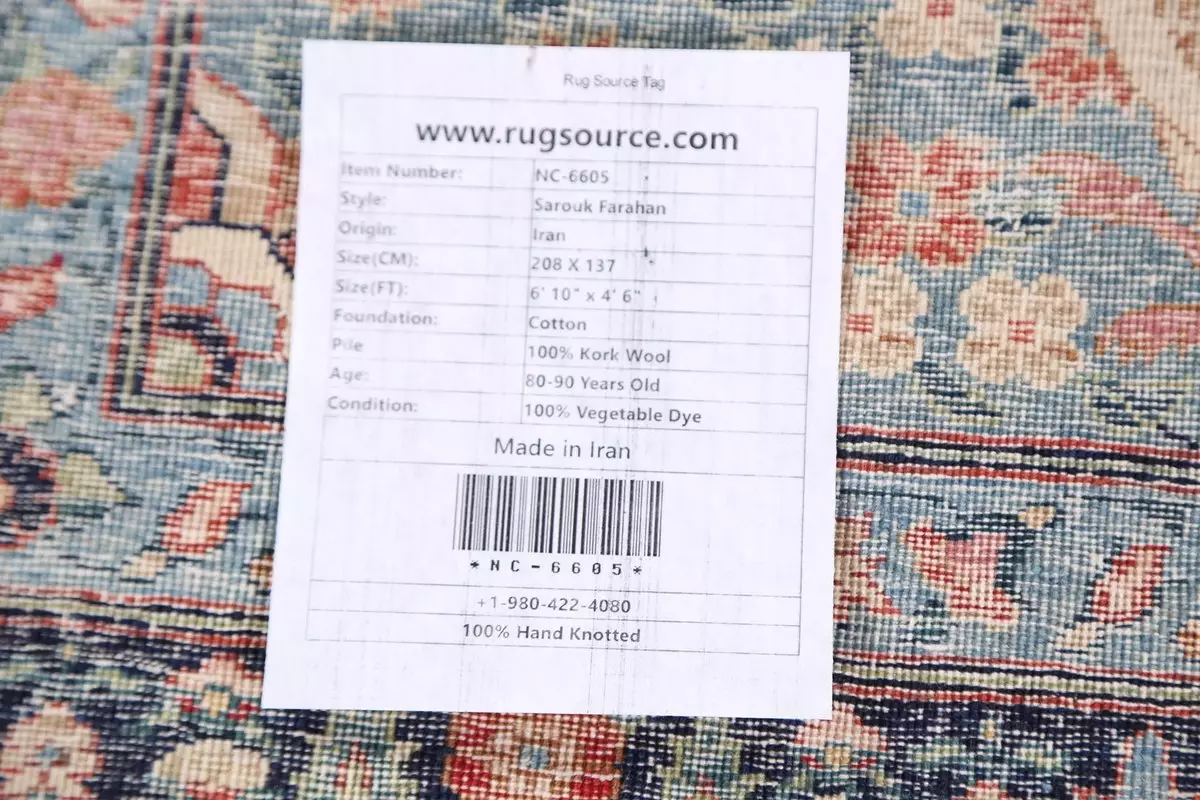 Rug Source Tag
www.rugsource.com
Item Number: NC-6605
Style: Sarouk Farahan
Origin: Iran
Size(CM): 208 X 137
Size(FT): 6' 10" x 4' 6"
Foundation: Cotton
Pile 100% Kork Wool
Age: 80-90 Years Old
Condition: 100% Vegetable Dye
Made in Iran
*NC-6605*
+1-980-422-4080
100% Hand Knotted